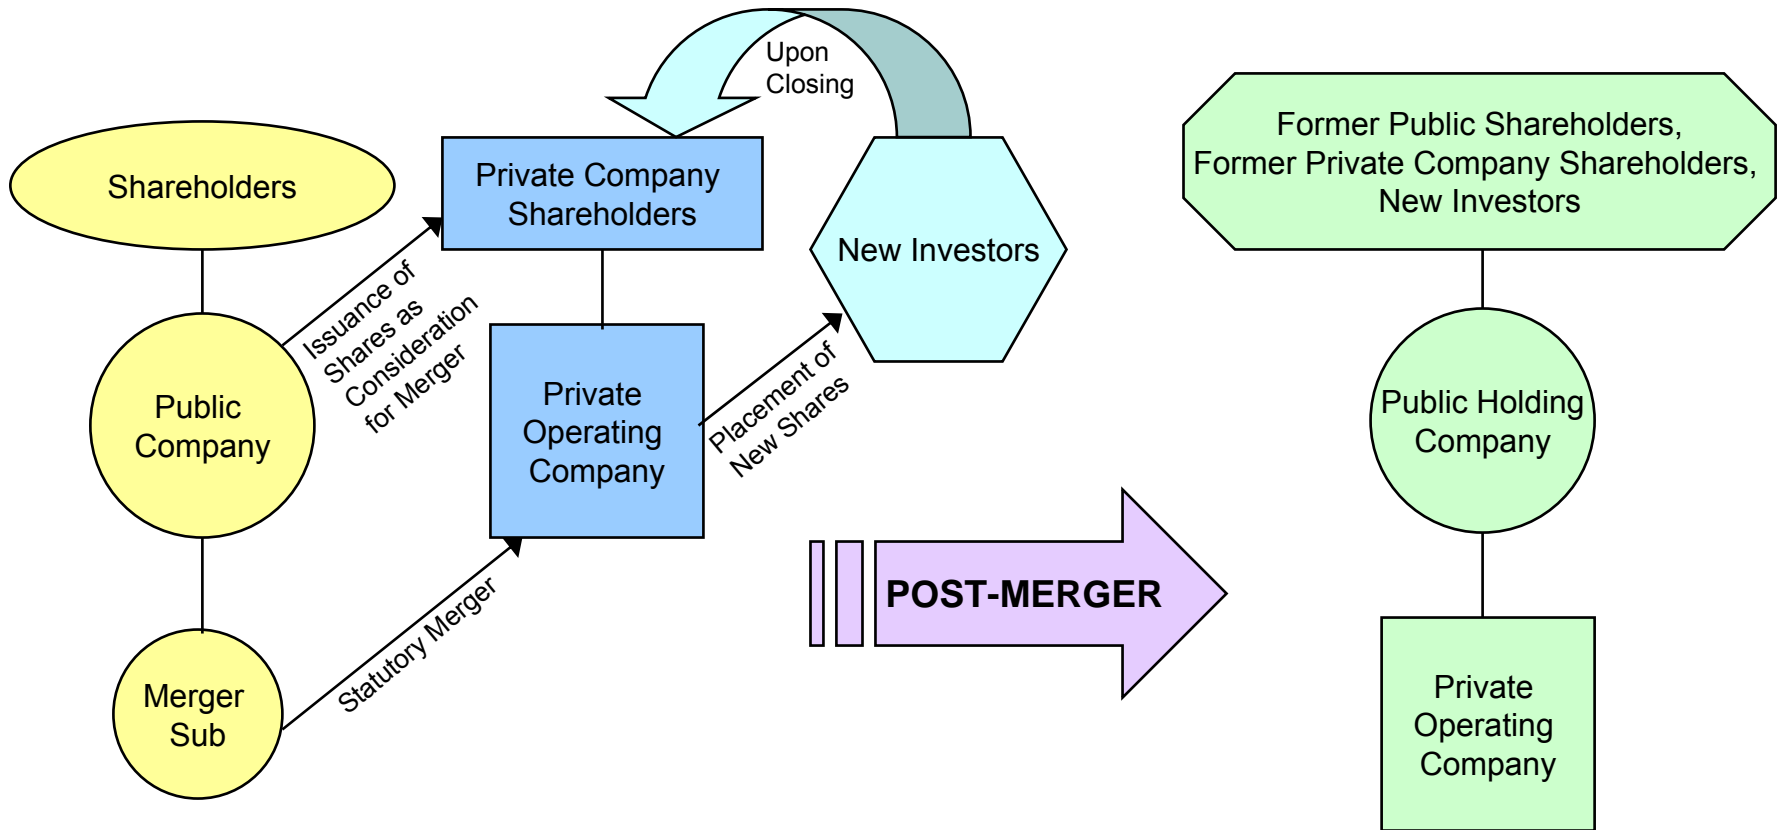 Upon
Closing
Shareholders
Private Company
Shareholders
New Investors
Former Public Shareholders,
Former Private Company Shareholders,
New Investors
Issuance of
Shares as
Consideration
for Merger
Public
Company
Private
Operating
Company
Placement of
New Shares
Public Holding
Company
Merger
Sub
Statutory Merger
POST-MERGER
Private
Operating
Company